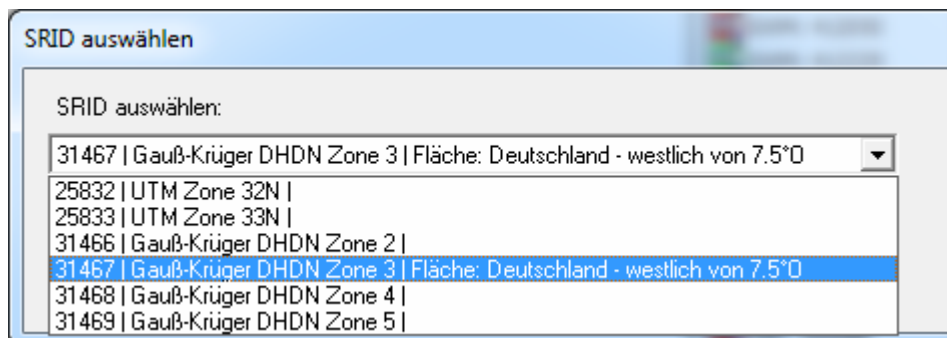 SRID auswählen
SRID auswählen:
31467 | Gauß-Krüger DHDN Zone 3 | Fläche: Deutschland - westlich von 7.5°O
25832 | UTM Zone 32N |
25833 | UTM Zone 33N |
31466 | Gauß-Krüger DHDN Zone 2 |
31467 | Gauß-Krüger DHDN Zone 3 | Fläche: Deutschland - westlich von 7.5°O
31468 | Gauß-Krüger DHDN Zone 4 |
31469 | Gauß-Krüger DHDN Zone 5 |